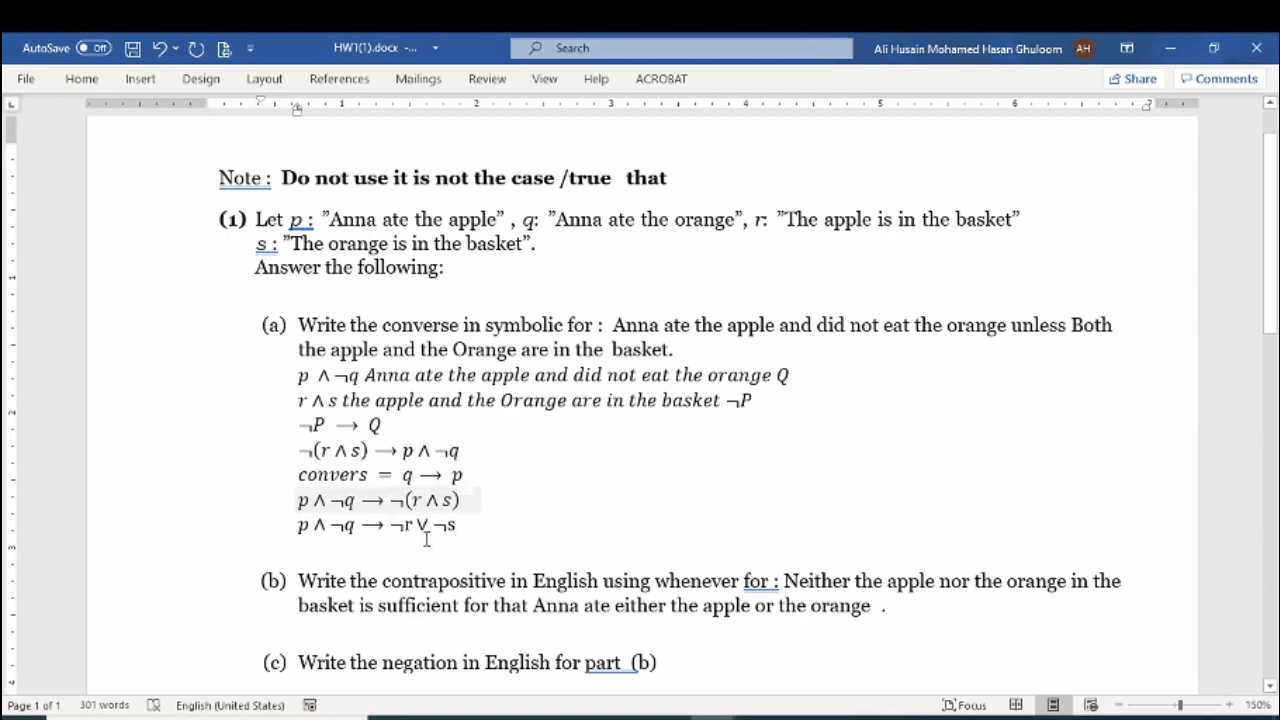 AutoSave Off HW1(1).docx -... Search Ali Husain Mohamed Hasan Ghuloom AH
File Home Insert Design Layout References Mailings Review View Help ACROBAT Share Comments
1 2 3 4 5 6 7
Note : Do not use it is not the case /true that
(1) Let p : ”Anna ate the apple” , q: ”Anna ate the orange”, r: ”The apple is in the basket”
s : ”The orange is in the basket”.
Answer the following:
(a) Write the converse in symbolic for : Anna ate the apple and did not eat the orange unless Both
the apple and the Orange are in the basket.
p ∧ ¬q Anna ate the apple and did not eat the orange Q
r ∧ s the apple and the Orange are in the basket ¬P
¬P → Q
¬(r ∧ s) → p ∧ ¬q
convers = q → p
p ∧ ¬q → ¬(r ∧ s)
p ∧ ¬q → ¬r ∨ ¬s
(b) Write the contrapositive in English using whenever for : Neither the apple nor the orange in the
basket is sufficient for that Anna ate either the apple or the orange .
(c) Write the negation in English for part (b)
Page 1 of 1 301 words English (United States) Focus 150%